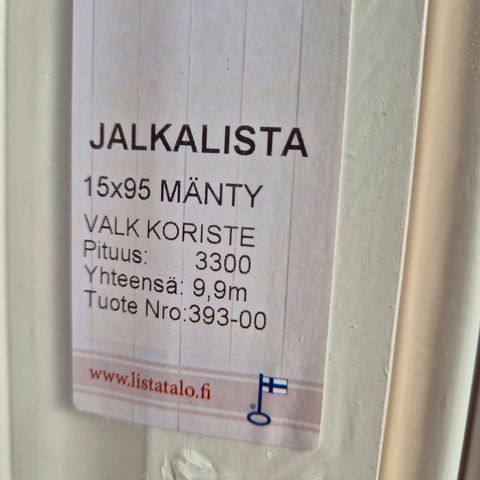 JALKALISTA
15x95 MÄNTY
VALK KORISTE
Pituus: 3300
Yhteensä: 9,9m
Tuote Nro:393-00
www.listatalo.fi